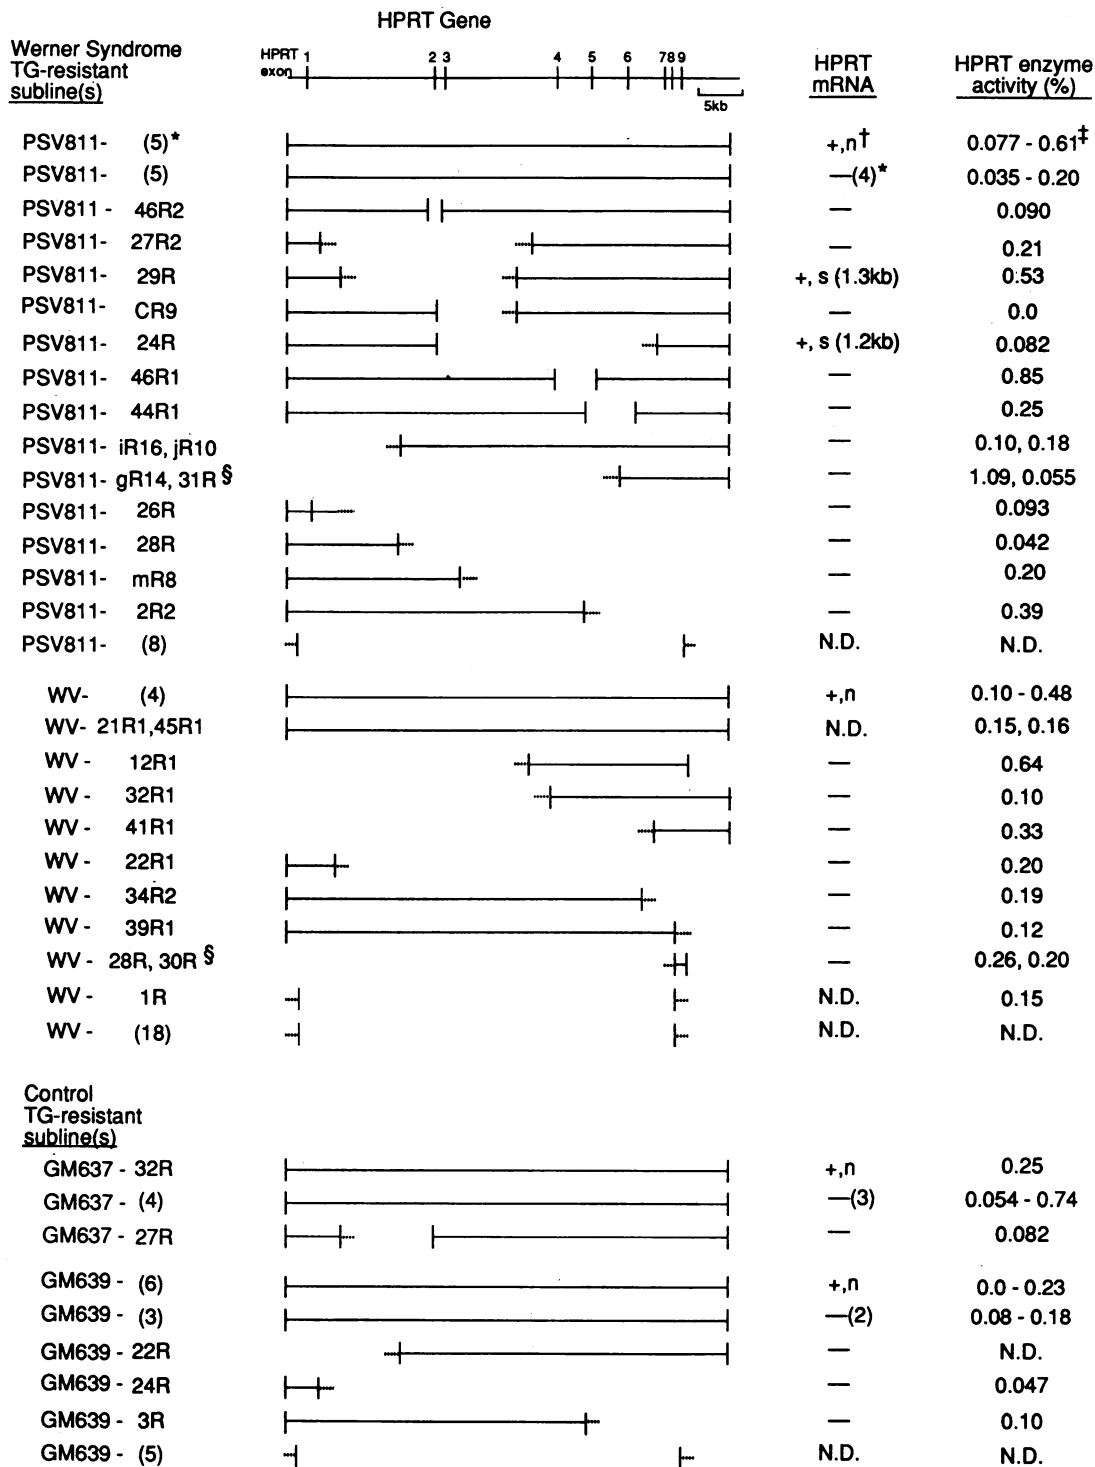 HPRT Gene
Werner Syndrome
TG-resistant
subline(s)
HPRT exon 1 2 3 4 5 6 7 8 9
5kb
HPRT mRNA
HPRT enzyme activity (%)
PSV811- (5)* +,n† 0.077 - 0.61‡
PSV811- (5) —(4)* 0.035 - 0.20
PSV811 - 46R2 — 0.090
PSV811- 27R2 — 0.21
PSV811- 29R +, s (1.3kb) 0.53
PSV811- CR9 — 0.0
PSV811- 24R +, s (1.2kb) 0.082
PSV811- 46R1 — 0.85
PSV811- 44R1 — 0.25
PSV811- iR16, jR10 — 0.10, 0.18
PSV811- gR14, 31R § — 1.09, 0.055
PSV811- 26R — 0.093
PSV811- 28R — 0.042
PSV811- mR8 — 0.20
PSV811- 2R2 — 0.39
PSV811- (8) N.D. N.D.
WV- (4) +,n 0.10 - 0.48
WV- 21R1,45R1 N.D. 0.15, 0.16
WV - 12R1 — 0.64
WV - 32R1 — 0.10
WV - 41R1 — 0.33
WV - 22R1 — 0.20
WV - 34R2 — 0.19
WV - 39R1 — 0.12
WV - 28R, 30R § — 0.26, 0.20
WV - 1R N.D. 0.15
WV - (18) N.D. N.D.
Control
TG-resistant
subline(s)
GM637 - 32R +,n 0.25
GM637 - (4) —(3) 0.054 - 0.74
GM637 - 27R — 0.082
GM639 - (6) +,n 0.0 - 0.23
GM639 - (3) —(2) 0.08 - 0.18
GM639 - 22R — N.D.
GM639 - 24R — 0.047
GM639 - 3R — 0.10
GM639 - (5) N.D. N.D.